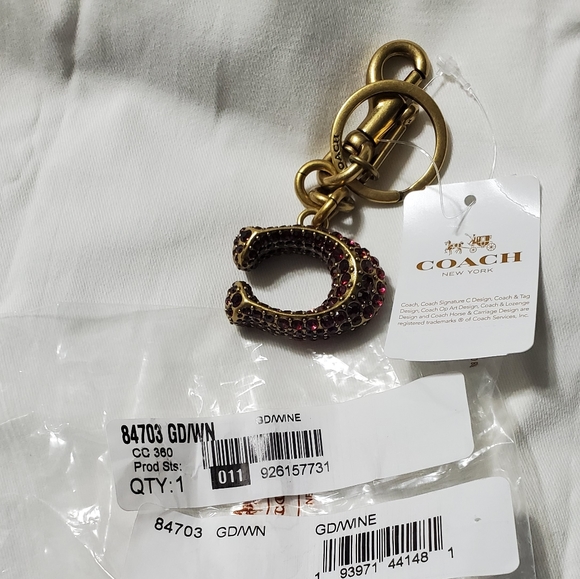 COACH
COACH
NEW YORK
Coach, Coach Signature C Design, Coach & Tag
Design, Coach Op Art Design, Coach & Lozenge
Design and Coach Horse & Carriage Design are
registered trademarks ® of Coach Services, Inc.
84703 GD/WN
GD/WINE
CC 360
Prod Sts:
QTY:1
011
926157731
84703 GD/WN
GD/WINE
1 93971 44148 1